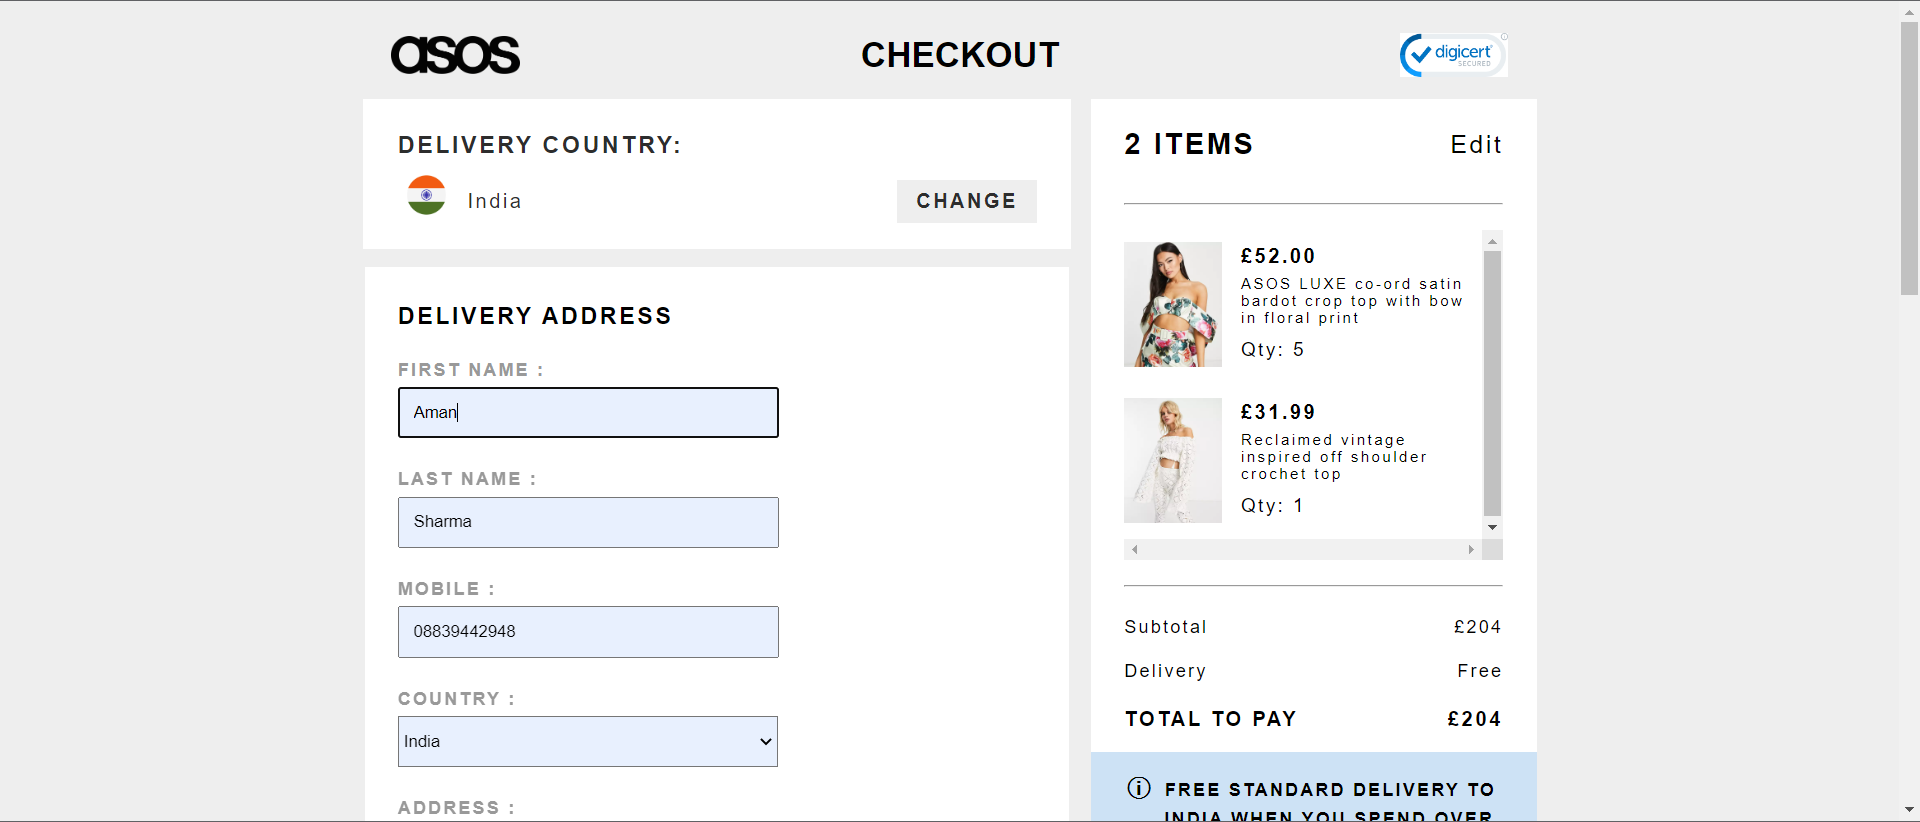 asos
CHECKOUT
digicert
SECURED
DELIVERY COUNTRY:
India
CHANGE
DELIVERY ADDRESS
FIRST NAME :
Aman
LAST NAME :
Sharma
MOBILE :
08839442948
COUNTRY :
India
ADDRESS :
2 ITEMS
Edit
£52.00
ASOS LUXE co-ord satin
bardot crop top with bow
in floral print
Qty: 5
£31.99
Reclaimed vintage
inspired off shoulder
crochet top
Qty: 1
Subtotal £204
Delivery Free
TOTAL TO PAY £204
FREE STANDARD DELIVERY TO
INDIA WHEN YOU SPEND OVER